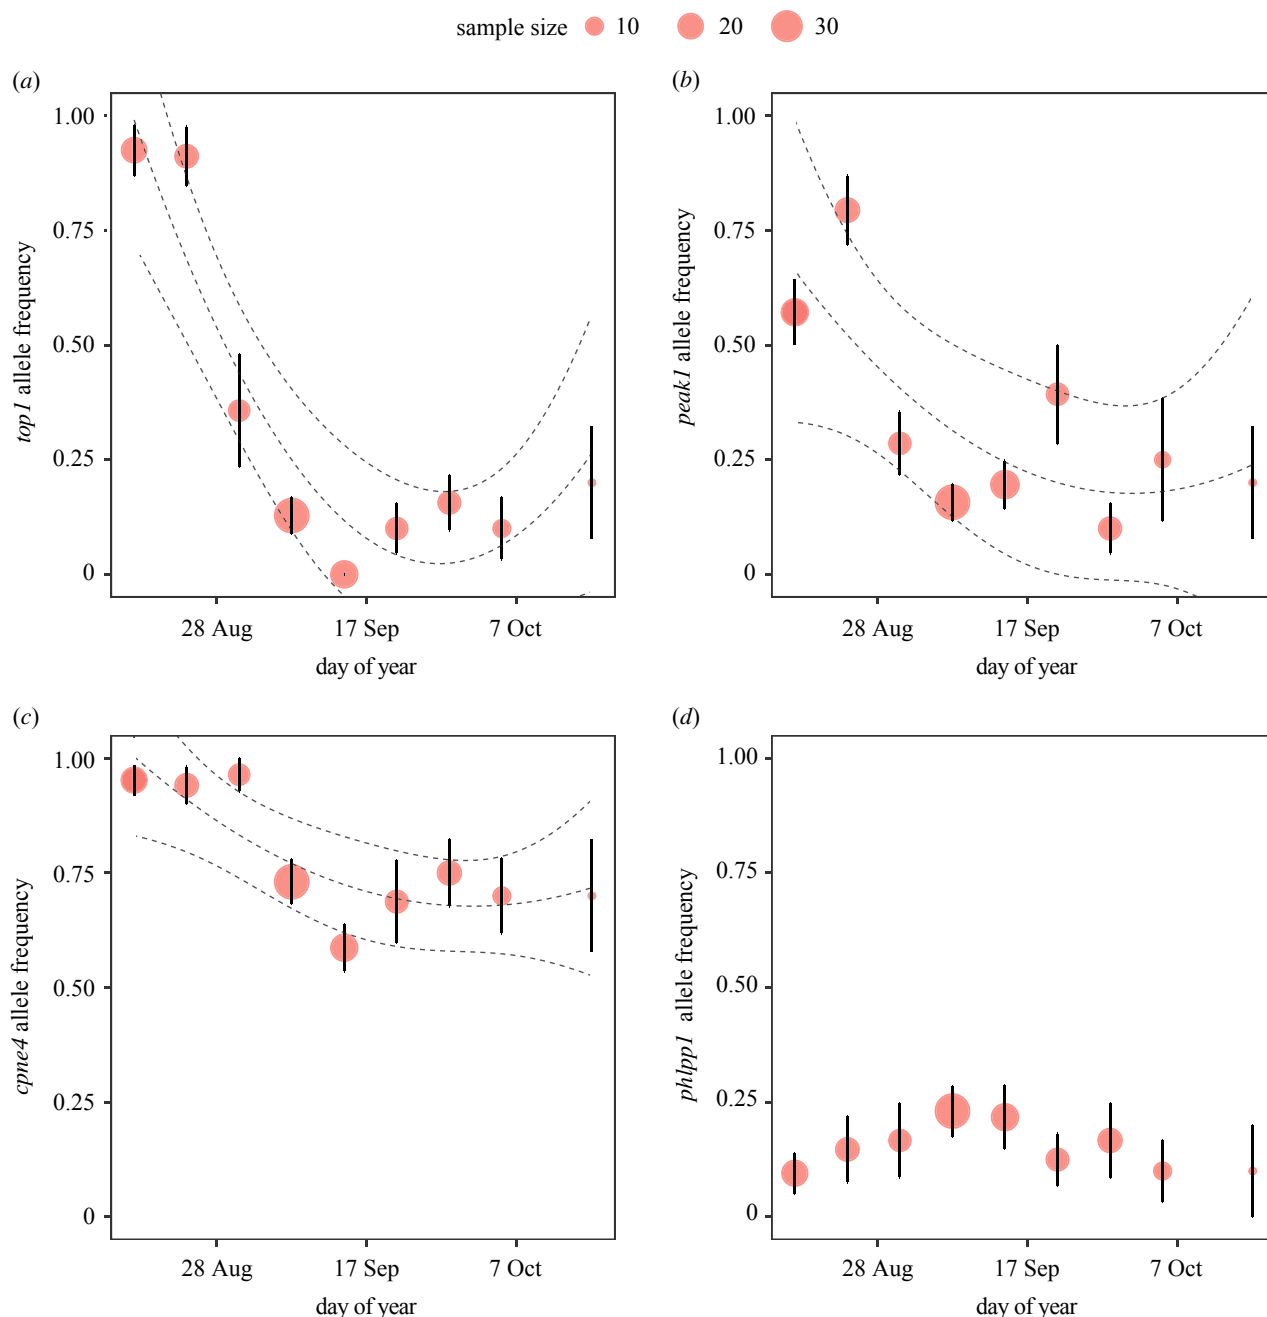 sample size 10 20 30
(a)
1.00
0.75
0.50
0.25
0
top1 allele frequency
28 Aug 17 Sep 7 Oct
day of year
(b)
1.00
0.75
0.50
0.25
0
peak1 allele frequency
28 Aug 17 Sep 7 Oct
day of year
(c)
1.00
0.75
0.50
0.25
0
cpne4 allele frequency
28 Aug 17 Sep 7 Oct
day of year
(d)
1.00
0.75
0.50
0.25
0
phlpp1 allele frequency
28 Aug 17 Sep 7 Oct
day of year